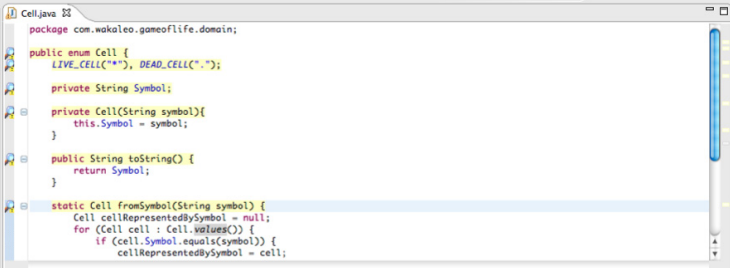 Cell.java
package com.wakaleo.gameoflife.domain;
public enum Cell {
LIVE_CELL("*"), DEAD_CELL(".");
private String Symbol;
private Cell(String symbol){
this.Symbol = symbol;
}
public String toString() {
return Symbol;
}
static Cell fromSymbol(String symbol) {
Cell cellRepresentedBySymbol = null;
for (Cell cell : Cell.values()) {
if (cell.Symbol.equals(symbol)) {
cellRepresentedBySymbol = cell;